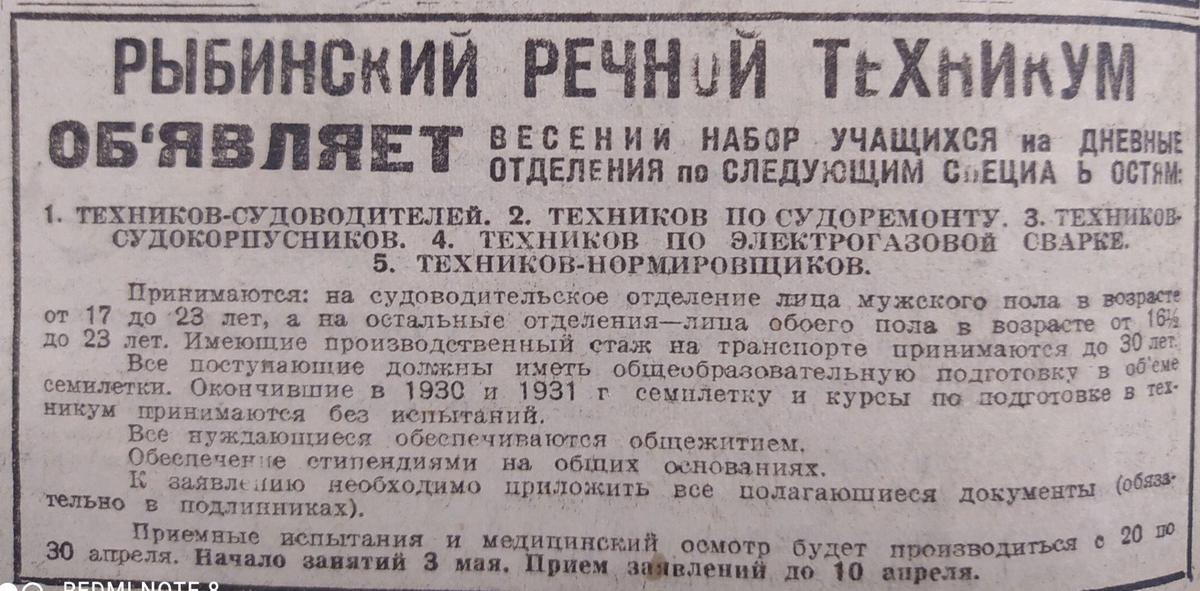 РЫБИНСКИЙ РЕЧНОЙ ТЕХНИКУМ
ОБ‘ЯВЛЯЕТ ВЕСЕНИЙ НАБОР УЧАЩИХСЯ на ДНЕВНЫЕ
ОТДЕЛЕНИЯ по СЛЕДУЮЩИМ СПЕЦИА Ь ОСТЯМ:
1. ТЕХНИКОВ-СУДОВОДИТЕЛЕЙ. 2. ТЕХНИКОВ ПО СУДОРЕМОНТУ. 3. ТЕХНИКОВ-
СУДОКОРПУСНИКОВ. 4. ТЕХНИКОВ ПО ЭЛЕКТРОГАЗОВОЙ СВАРКЕ.
5. ТЕХНИКОВ-НОРМИРОВЩИКОВ.
Принимаются: на судоводительское отделение лица мужского пола в возрасте
от 17 до 23 лет, а на остальные отделения—лица обоего пола в возрасте от 16½
до 23 лет. Имеющие производственный стаж на транспорте принимаются до 30 лет.
Все поступающие должны иметь общеобразовательную подготовку в об'еме
семилетки. Окончившие в 1930 и 1931 г семилетку и курсы по подготовке в тех-
никум принимаются без испытаний.
Все нуждающиеся обеспечиваются общежитием.
Обеспечение стипендиями на общих основаниях.
К заявлению необходимо приложить все полагающиеся документы (обяза-
тельно в подлинниках).
Приемные испытания и медицинский осмотр будет производиться с 20 по
30 апреля. Начало занятий 3 мая. Прием заявлений до 10 апреля.
REDMI NOTE 8